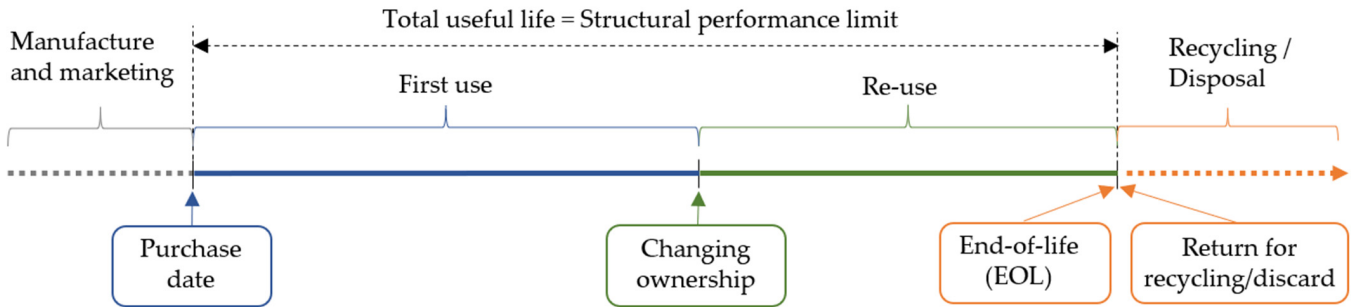 Total useful life = Structural performance limit
Manufacture
and marketing
First use
Re-use
Recycling /
Disposal
Purchase
date
Changing
ownership
End-of-life
(EOL)
Return for
recycling/discard